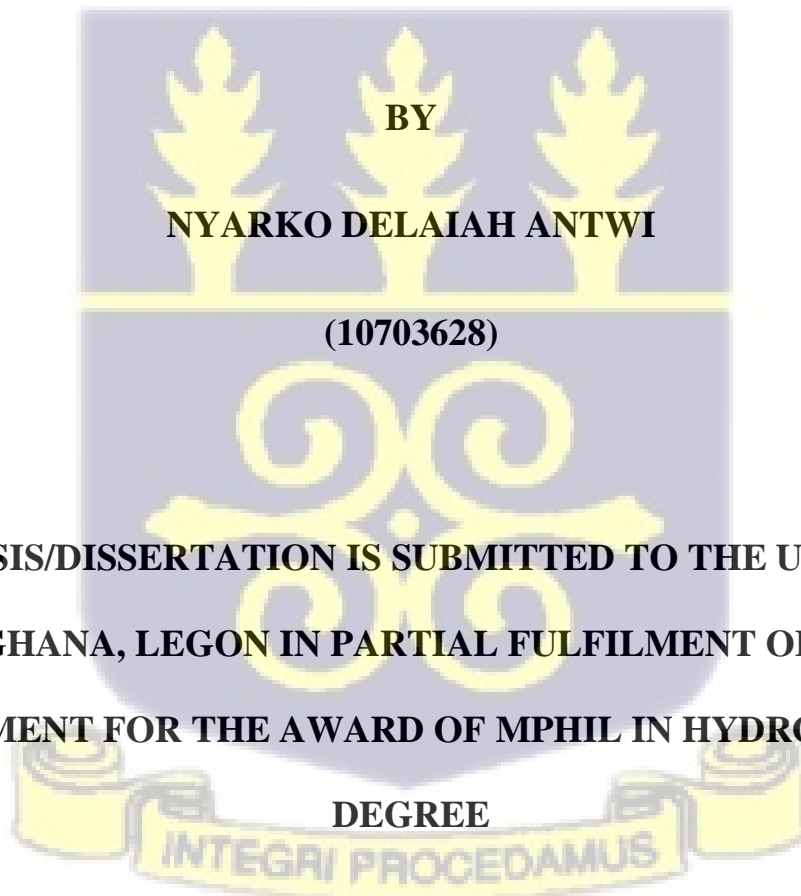 BY
NYARKO DELAIAH ANTWI
(10703628)
SIS/DISSERTATION IS SUBMITTED TO THE U
GHANA, LEGON IN PARTIAL FULFILMENT O
MENT FOR THE AWARD OF MPHIL IN HYDRO
DEGREE
INTEGRI PROCEDAMUS